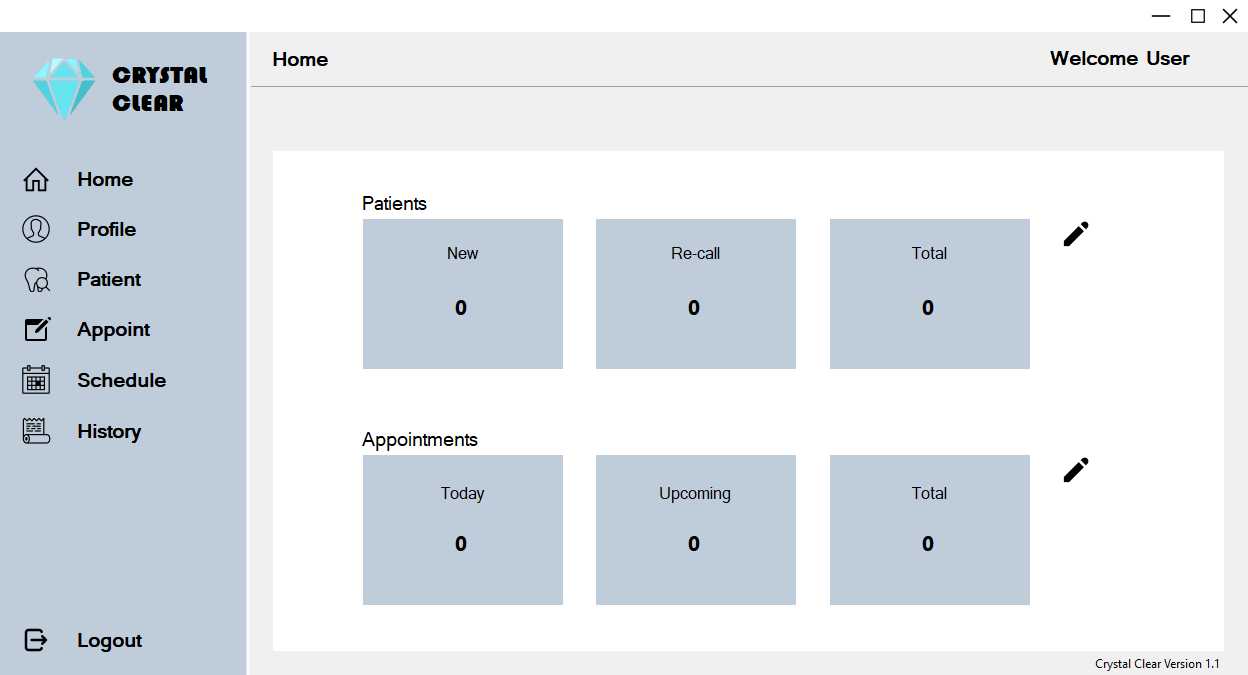 CRYSTAL
CLEAR
Home
Welcome User
Home
Profile
Patient
Appoint
Schedule
History
Logout
Patients
New
Re-call
Total
0
0
0
Appointments
Today
Upcoming
Total
0
0
0
Crystal Clear Version 1.1